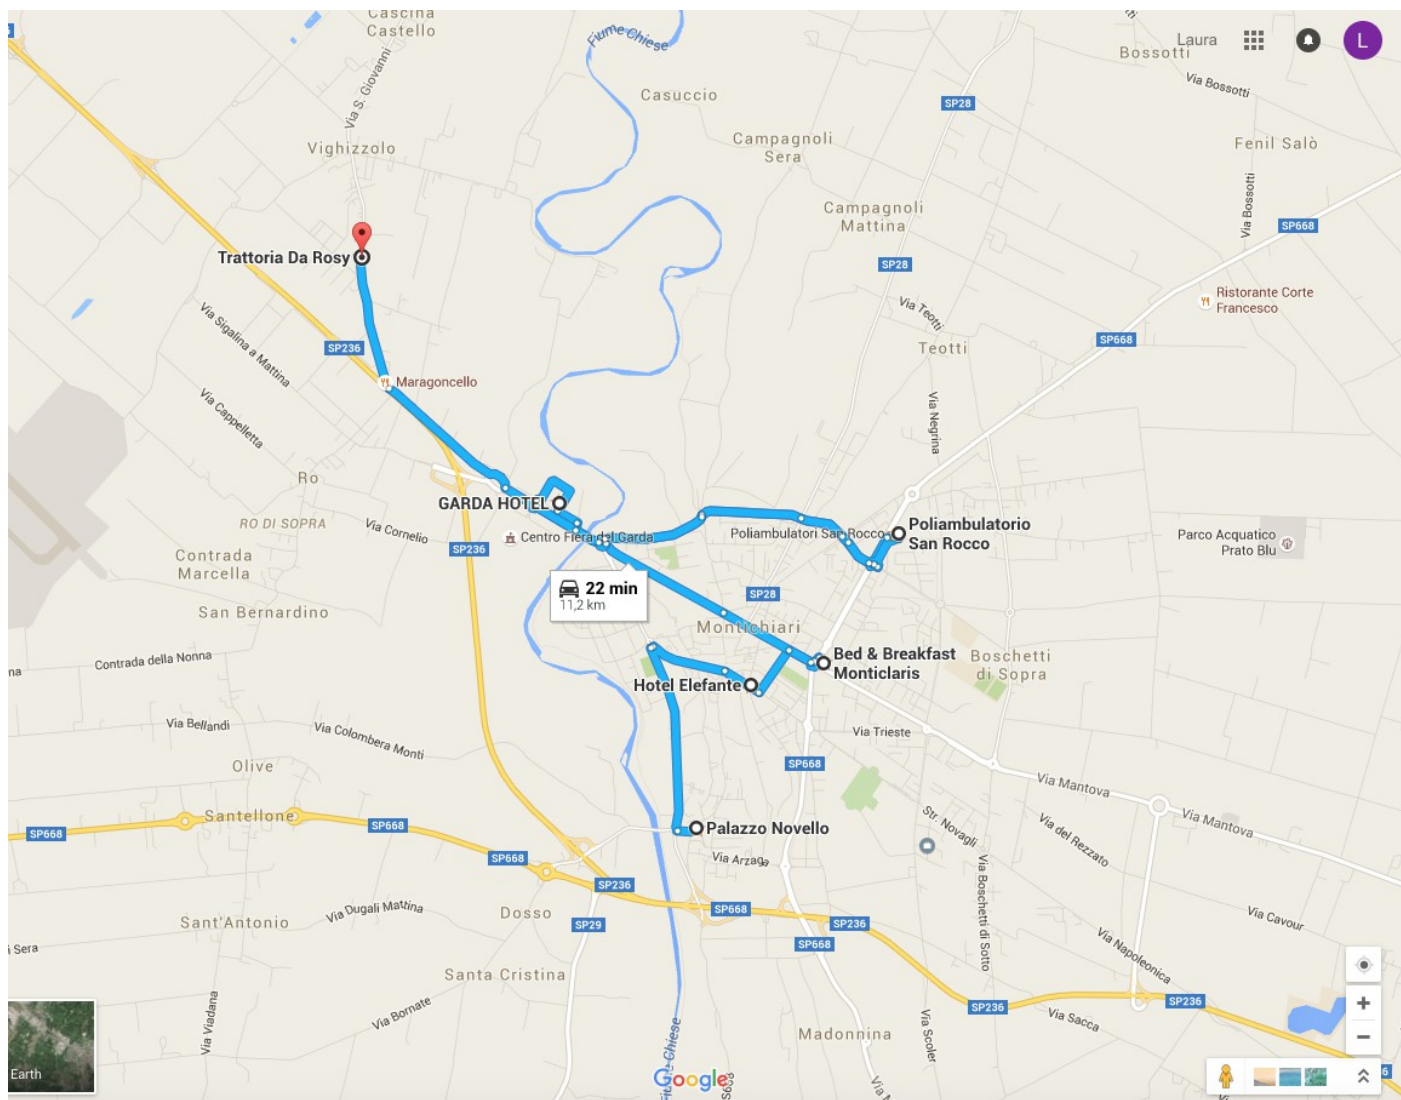 Cascina
Castello
Fiume Chiese
Laura
L
Bossotti
Via Bossotti
Casuccio
SP28
Via S. Giovanni
Vighizzolo
Campagnoli
Sera
Fenil Salò
Via Bossotti
Campagnoli
Mattina
SP668
Trattoria Da Rosy
SP28
Ristorante Corte
Francesco
Via Teotti
Via Sigalina a Mattina
SP236
SP668
Teotti
Maragoncello
Via Cappelletta
Via Negrina
Ro
GARDA HOTEL
RO DI SOPRA
Via Cornelio
Centro Fiera del Garda
Poliambulatori San Rocco
Poliambulatorio
San Rocco
Parco Acquatico
Prato Blu
SP236
Contrada
Marcella
22 min
11,2 km
SP28
San Bernardino
Montichiari
Contrada della Nonna
Bed & Breakfast
Monticlaris
Boschetti
di Sopra
Hotel Elefante
Via Bellandi
Via Colombera Monti
Via Trieste
SP668
Olive
Via Mantova
Via Mantova
Santellone
SP668
SP668
Palazzo Novello
Str. Novagli
Via del Rezzato
SP668
Via Arzaga
SP236
Via Boschetti di Sotto
Sant'Antonio
Via Dugali Mattina
Dosso
SP29
SP668
SP236
Via Cavour
i Sera
SP668
Via Napoleonica
Santa Cristina
Via Viadana
Via Bornate
SP236
SP236
Via Sacca
Madonnina
Via Scoler
Fiume Chiese
Earth
Google